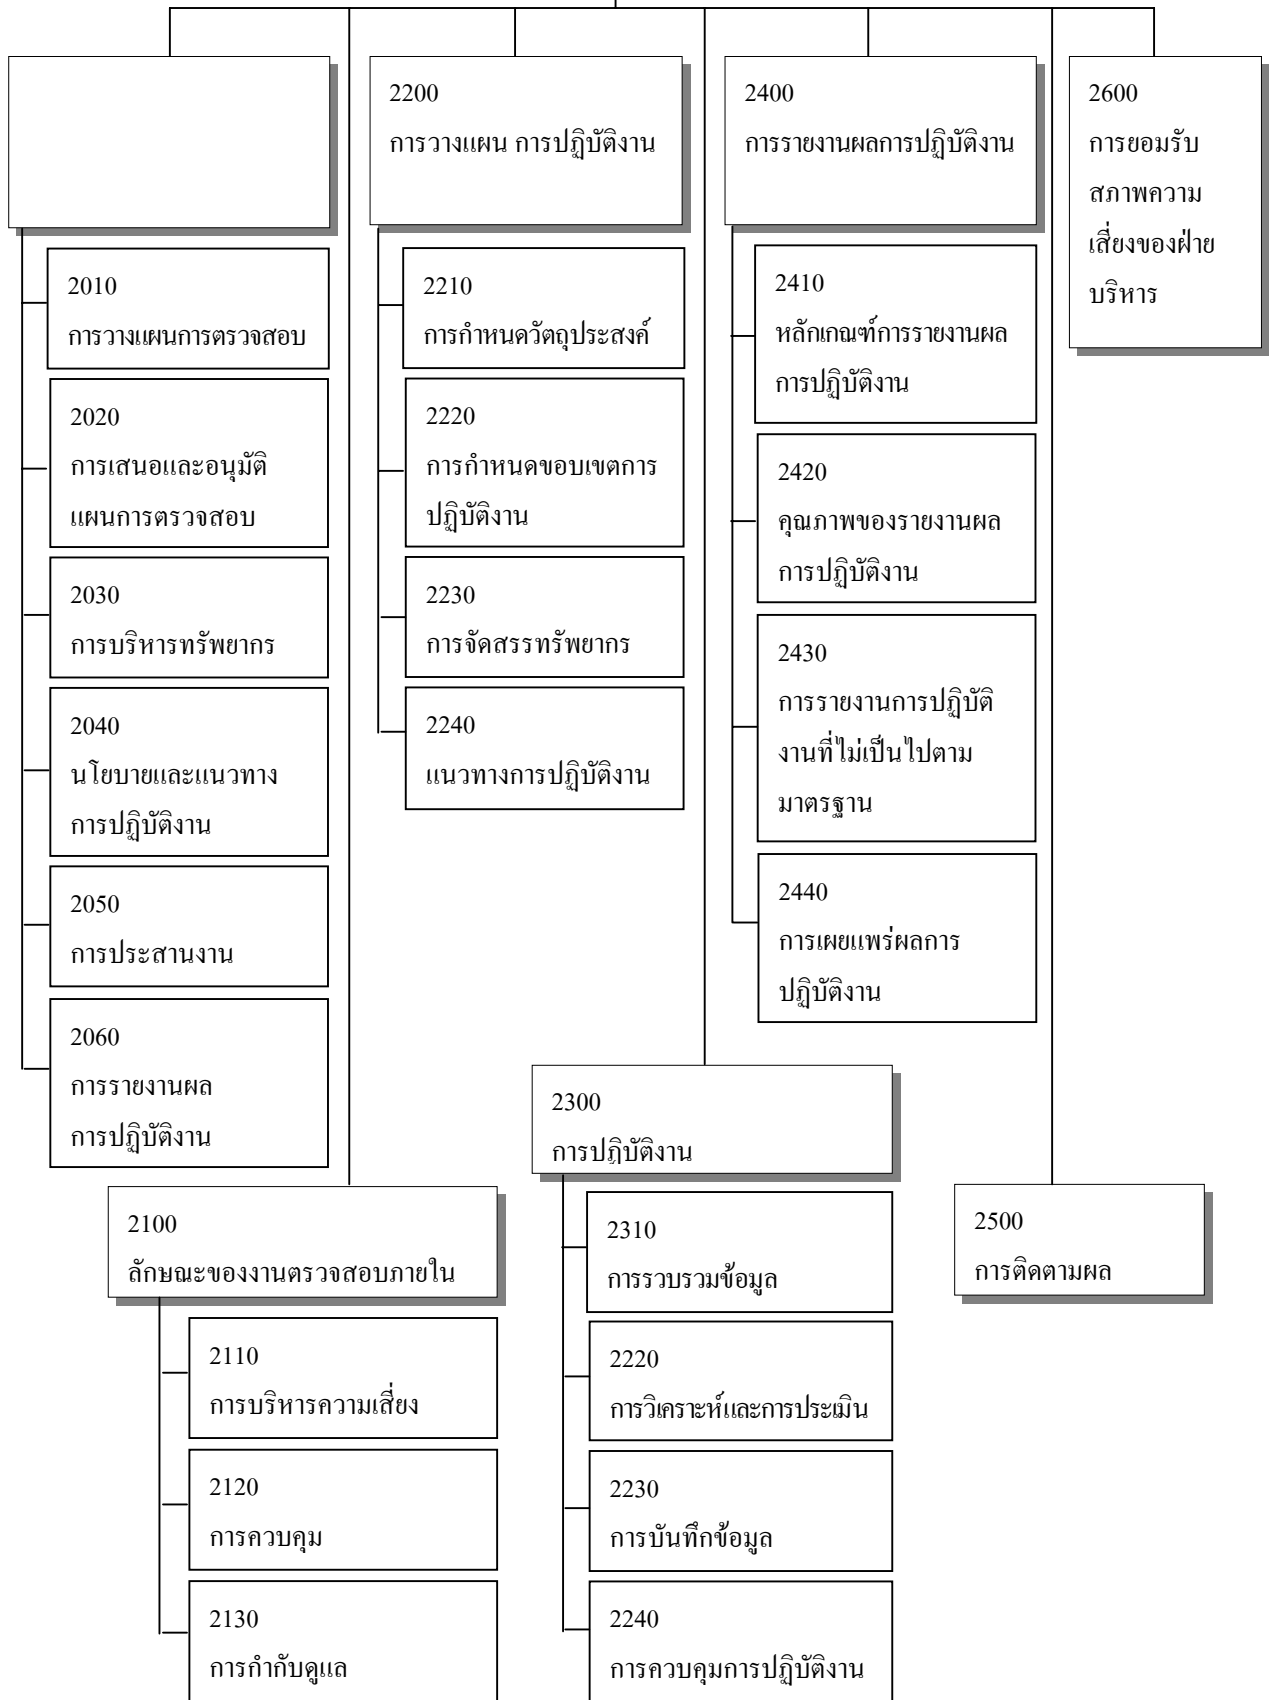 2010
การวางแผนการตรวจสอบ
2020
การเสนอและอนุมัติ
แผนการตรวจสอบ
2030
การบริหารทรัพยากร
2040
นโยบายและแนวทาง
การปฏิบัติงาน
2050
การประสานงาน
2060
การรายงานผล
การปฏิบัติงาน
2100
ลักษณะของงานตรวจสอบภายใน
2110
การบริหารความเสี่ยง
2120
การควบคุม
2130
การกำกับดูแล
2200
การวางแผน การปฏิบัติงาน
2210
การกำหนดวัตถุประสงค์
2220
การกำหนดขอบเขตการ
ปฏิบัติงาน
2230
การจัดสรรทรัพยากร
2240
แนวทางการปฏิบัติงาน
2300
การปฏิบัติงาน
2310
การรวบรวมข้อมูล
2220
การวิเคราะห์และการประเมิน
2230
การบันทึกข้อมูล
2240
การควบคุมการปฏิบัติงาน
2400
การรายงานผลการปฏิบัติงาน
2410
หลักเกณฑ์การรายงานผล
การปฏิบัติงาน
2420
คุณภาพของรายงานผล
การปฏิบัติงาน
2430
การรายงานการปฏิบัติ
งานที่ไม่เป็นไปตาม
มาตรฐาน
2440
การเผยแพร่ผลการ
ปฏิบัติงาน
2500
การติดตามผล
2600
การยอมรับ
สภาพความ
เสี่ยงของฝ่าย
บริหาร